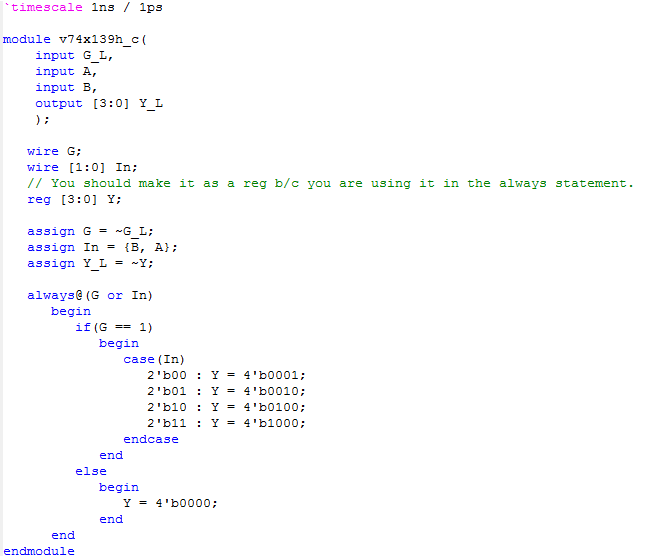 `timescale 1ns / 1ps
module v74x139h_c(
input G_L,
input A,
input B,
output [3:0] Y_L
);
wire G;
wire [1:0] In;
// You should make it as a reg b/c you are using it in the always statement.
reg [3:0] Y;
assign G = ~G_L;
assign In = {B, A};
assign Y_L = ~Y;
always@(G or In)
begin
if(G == 1)
begin
case(In)
2'b00 : Y = 4'b0001;
2'b01 : Y = 4'b0010;
2'b10 : Y = 4'b0100;
2'b11 : Y = 4'b1000;
endcase
end
else
begin
Y = 4'b0000;
end
end
endmodule